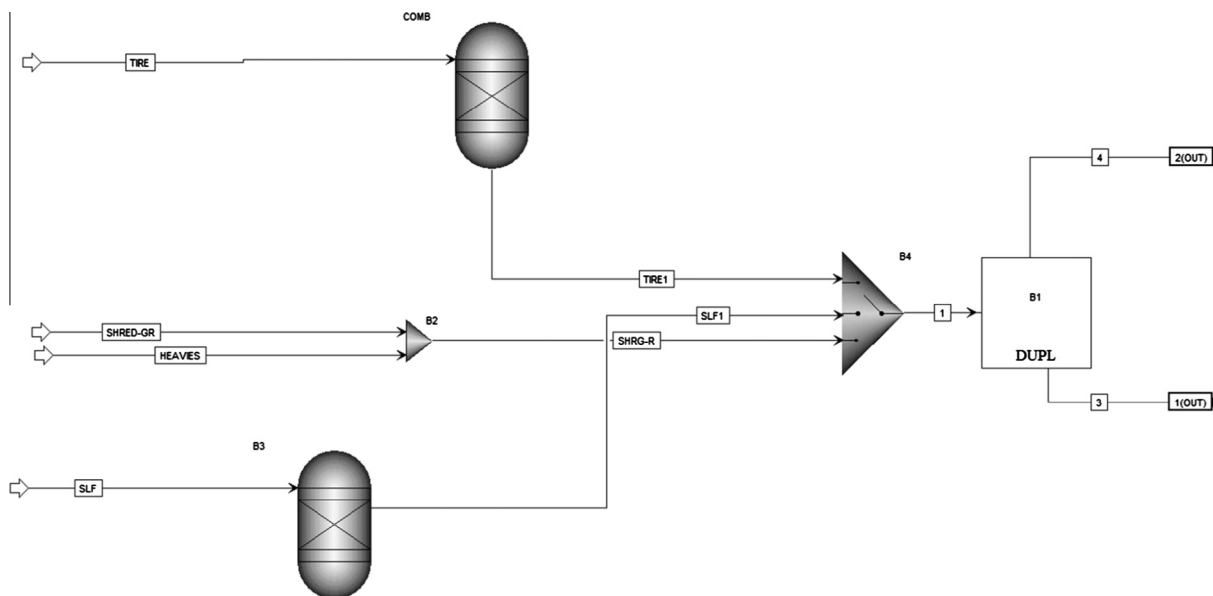 COMB
TIRE
4
2(OUT)
B4
TIRE1
B1
SHRED-GR
B2
SLF1
1
HEAVIES
SHRG-R
DUPL
3
1(OUT)
B3
SLF